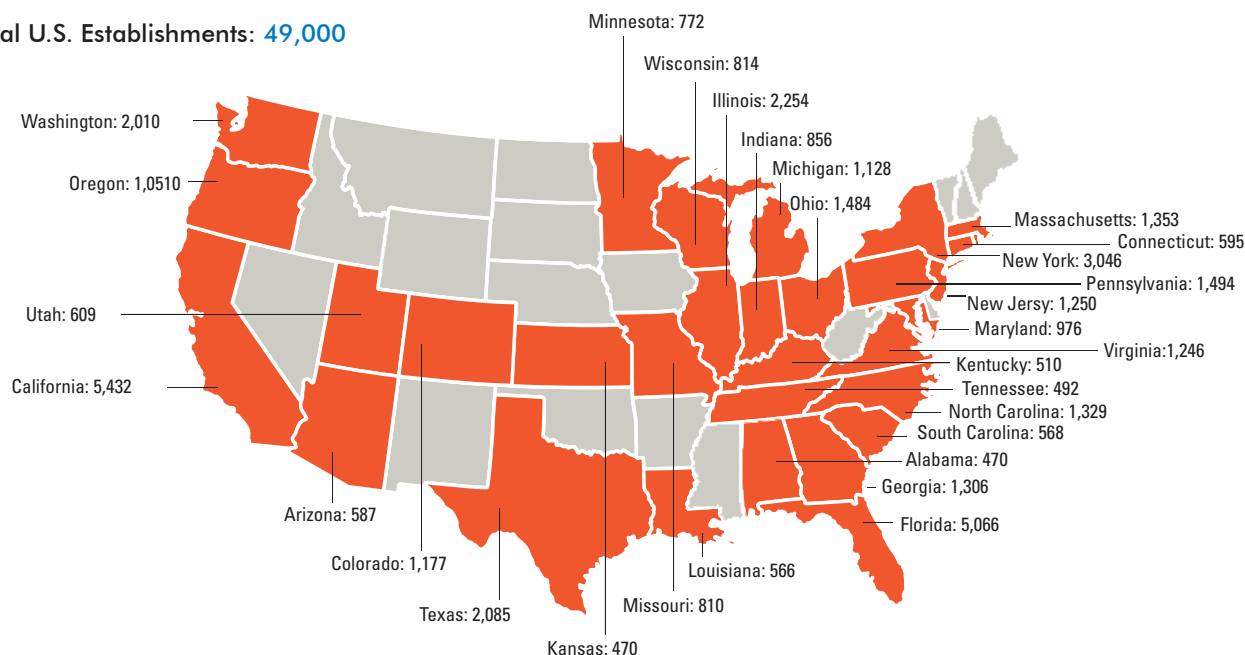 al U.S. Establishments: 49,000
Minnesota: 772
Wisconsin: 814
Illinois: 2,254
Indiana: 856
Michigan: 1,128
Ohio: 1,484
Washington: 2,010
Oregon: 1,0510
Utah: 609
California: 5,432
Massachusetts: 1,353
Connecticut: 595
New York: 3,046
Pennsylvania: 1,494
New Jersy: 1,250
Maryland: 976
Virginia:1,246
Kentucky: 510
Tennessee: 492
North Carolina: 1,329
South Carolina: 568
Alabama: 470
Georgia: 1,306
Florida: 5,066
Arizona: 587
Colorado: 1,177
Texas: 2,085
Kansas: 470
Missouri: 810
Louisiana: 566